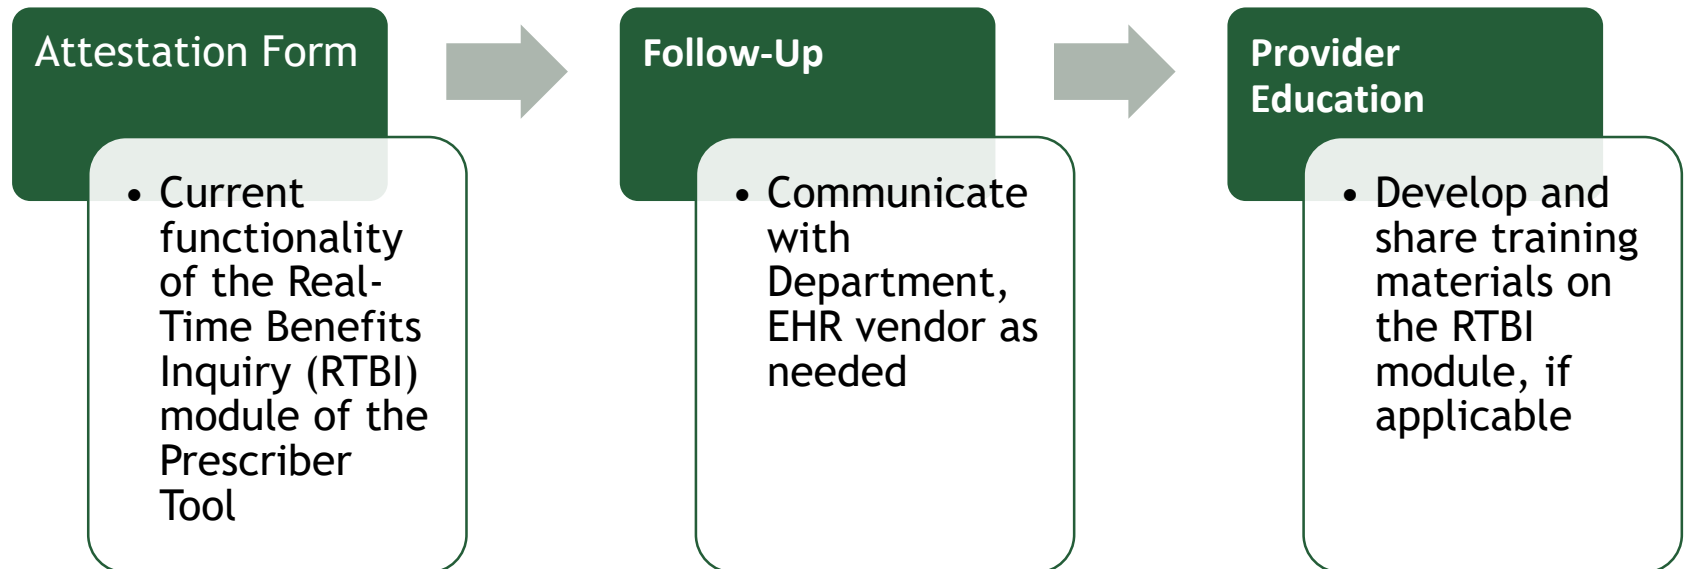 Attestation Form
• Current
functionality
of the Real-
Time Benefits
Inquiry (RTBI)
module of the
Prescriber
Tool
Follow-Up
• Communicate
with
Department,
EHR vendor as
needed
Provider
Education
• Develop and
share training
materials on
the RTBI
module, if
applicable